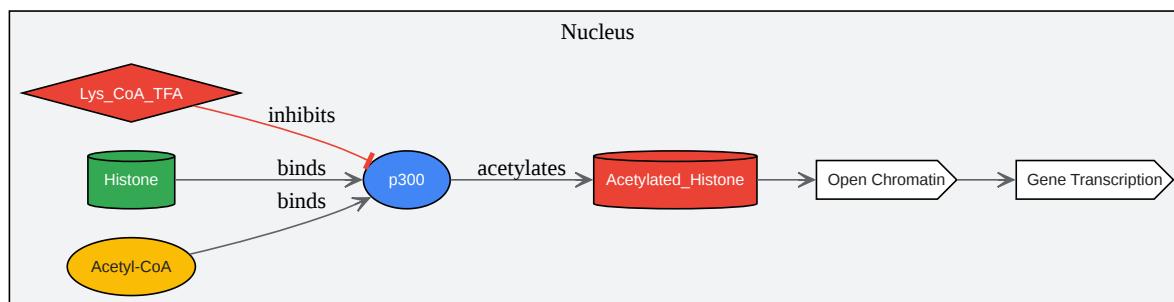 Nucleus
Lys_CoA_TFA
inhibits
Histone
binds
p300
acetylates
Acetylated_Histone
Open Chromatin
Gene Transcription
binds
Acetyl-CoA